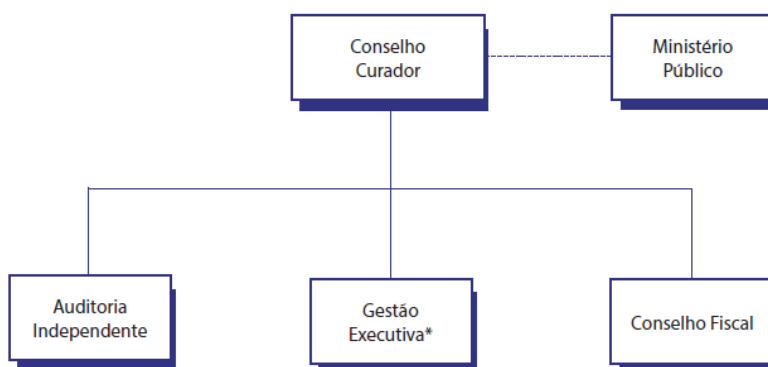 Conselho
Curador
Ministério
Público
Auditoria
Independente
Gestão
Executiva*
Conselho Fiscal